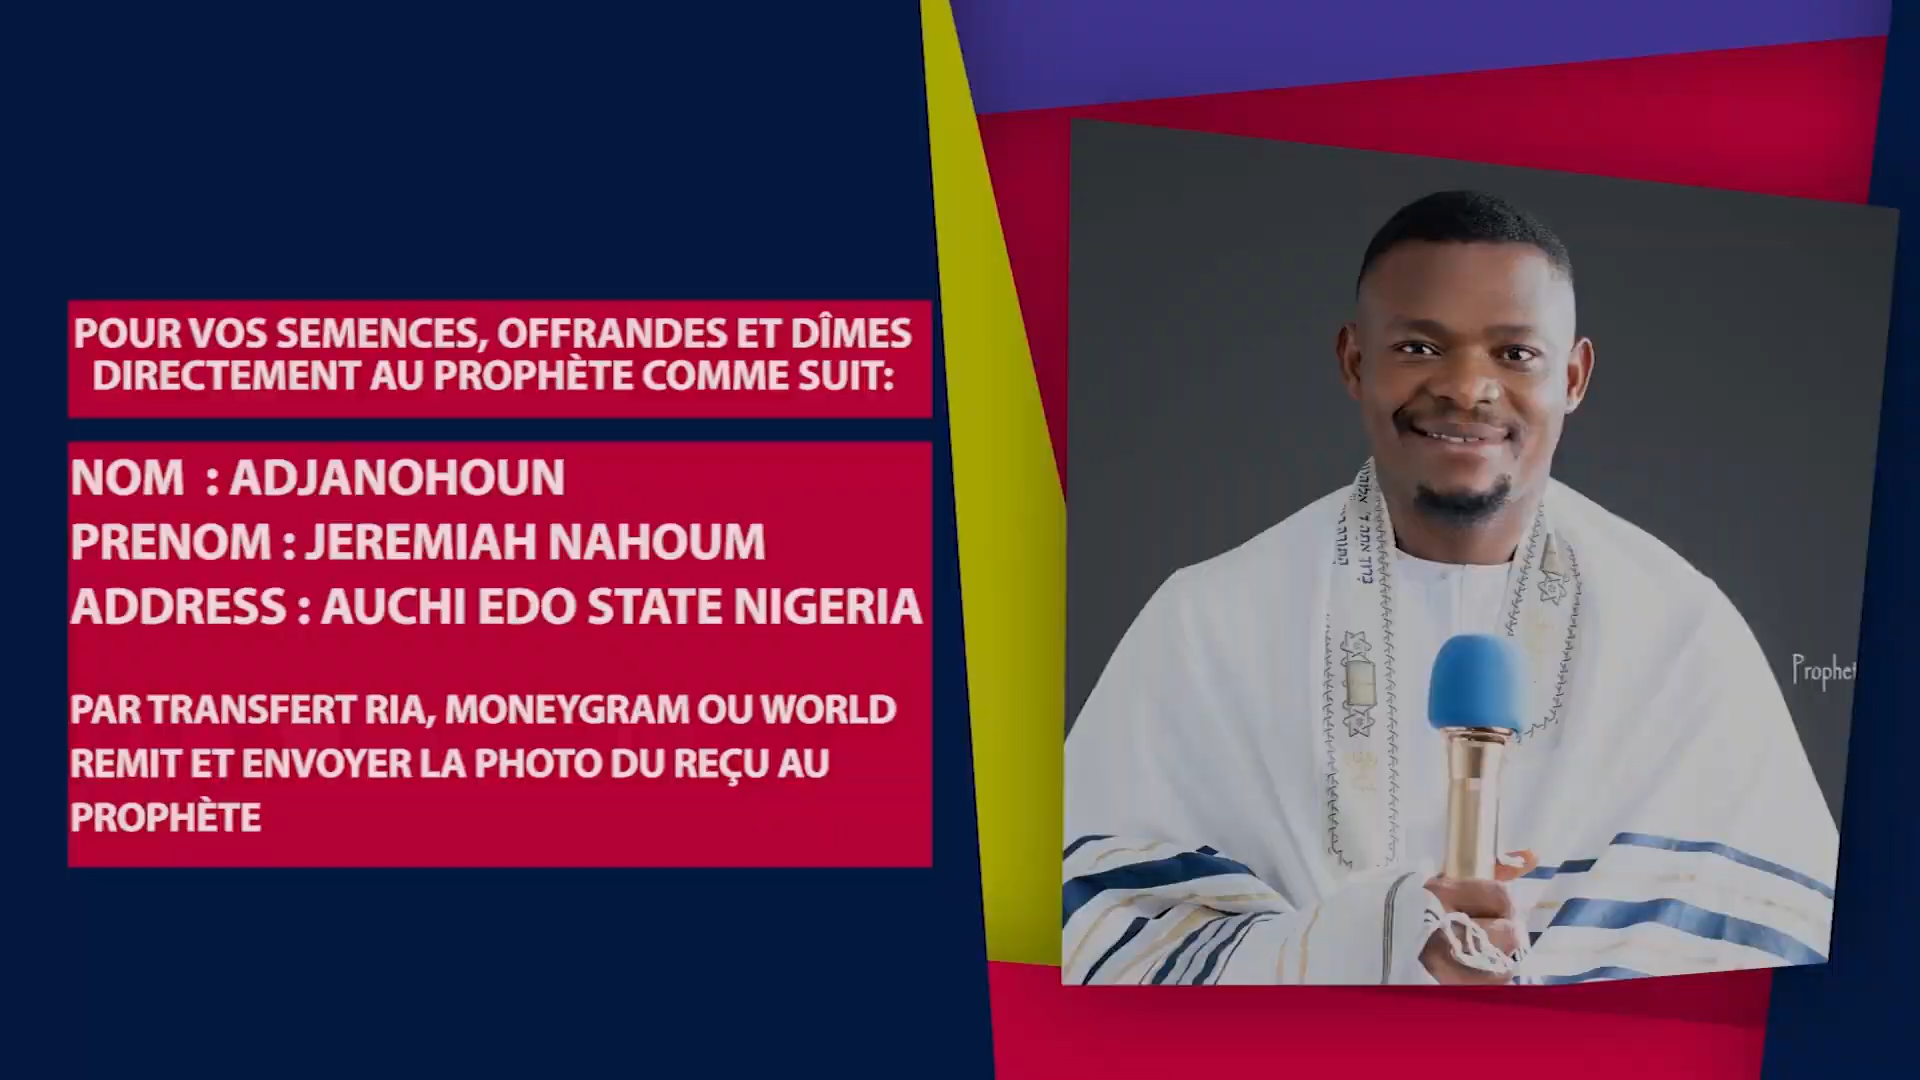 POUR VOS SEMENCES, OFFRANDES ET DÎMES
DIRECTEMENT AU PROPHÈTE COMME SUIT:
NOM : ADJANOHOUN
PRENOM : JEREMIAH NAHOUM
ADDRESS : AUCHI EDO STATE NIGERIA
PAR TRANSFERT RIA, MONEYGRAM OU WORLD
REMIT ET ENVOYER LA PHOTO DU REÇU AU
PROPHÈTE
Prophet